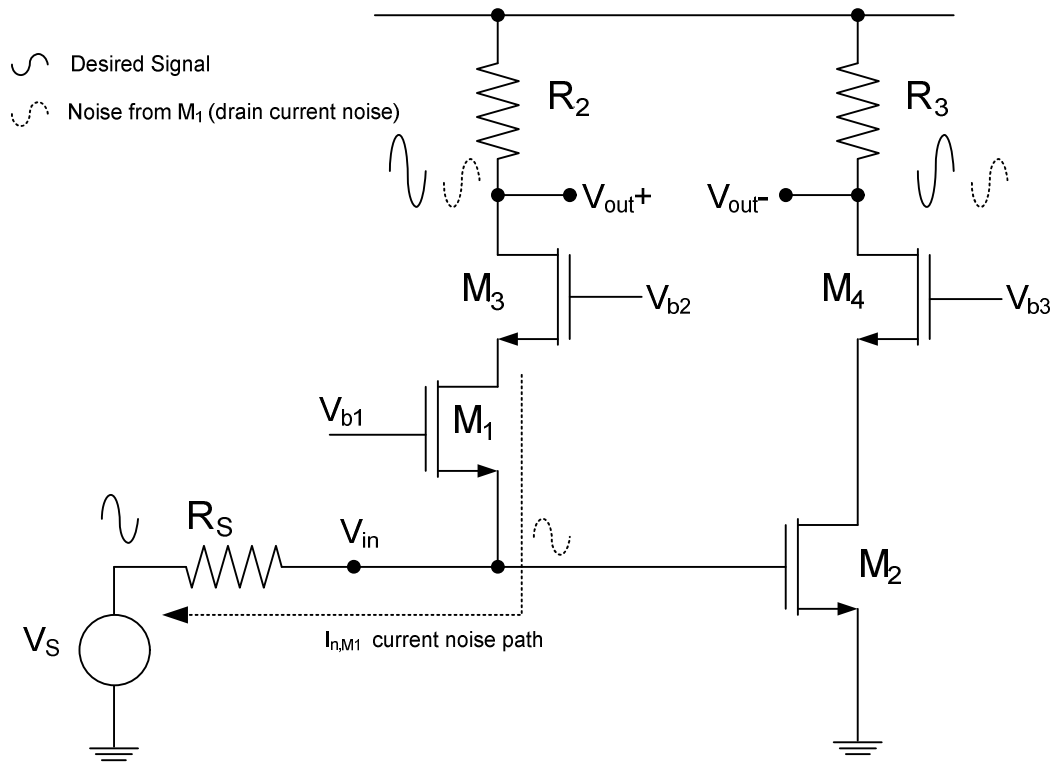 Desired Signal
Noise from M1 (drain current noise)
R2
R3
Vout+
Vout-
M3
Vb2
M4
Vb3
Vb1
M1
RS
Vin
M2
VS
In,M1 current noise path